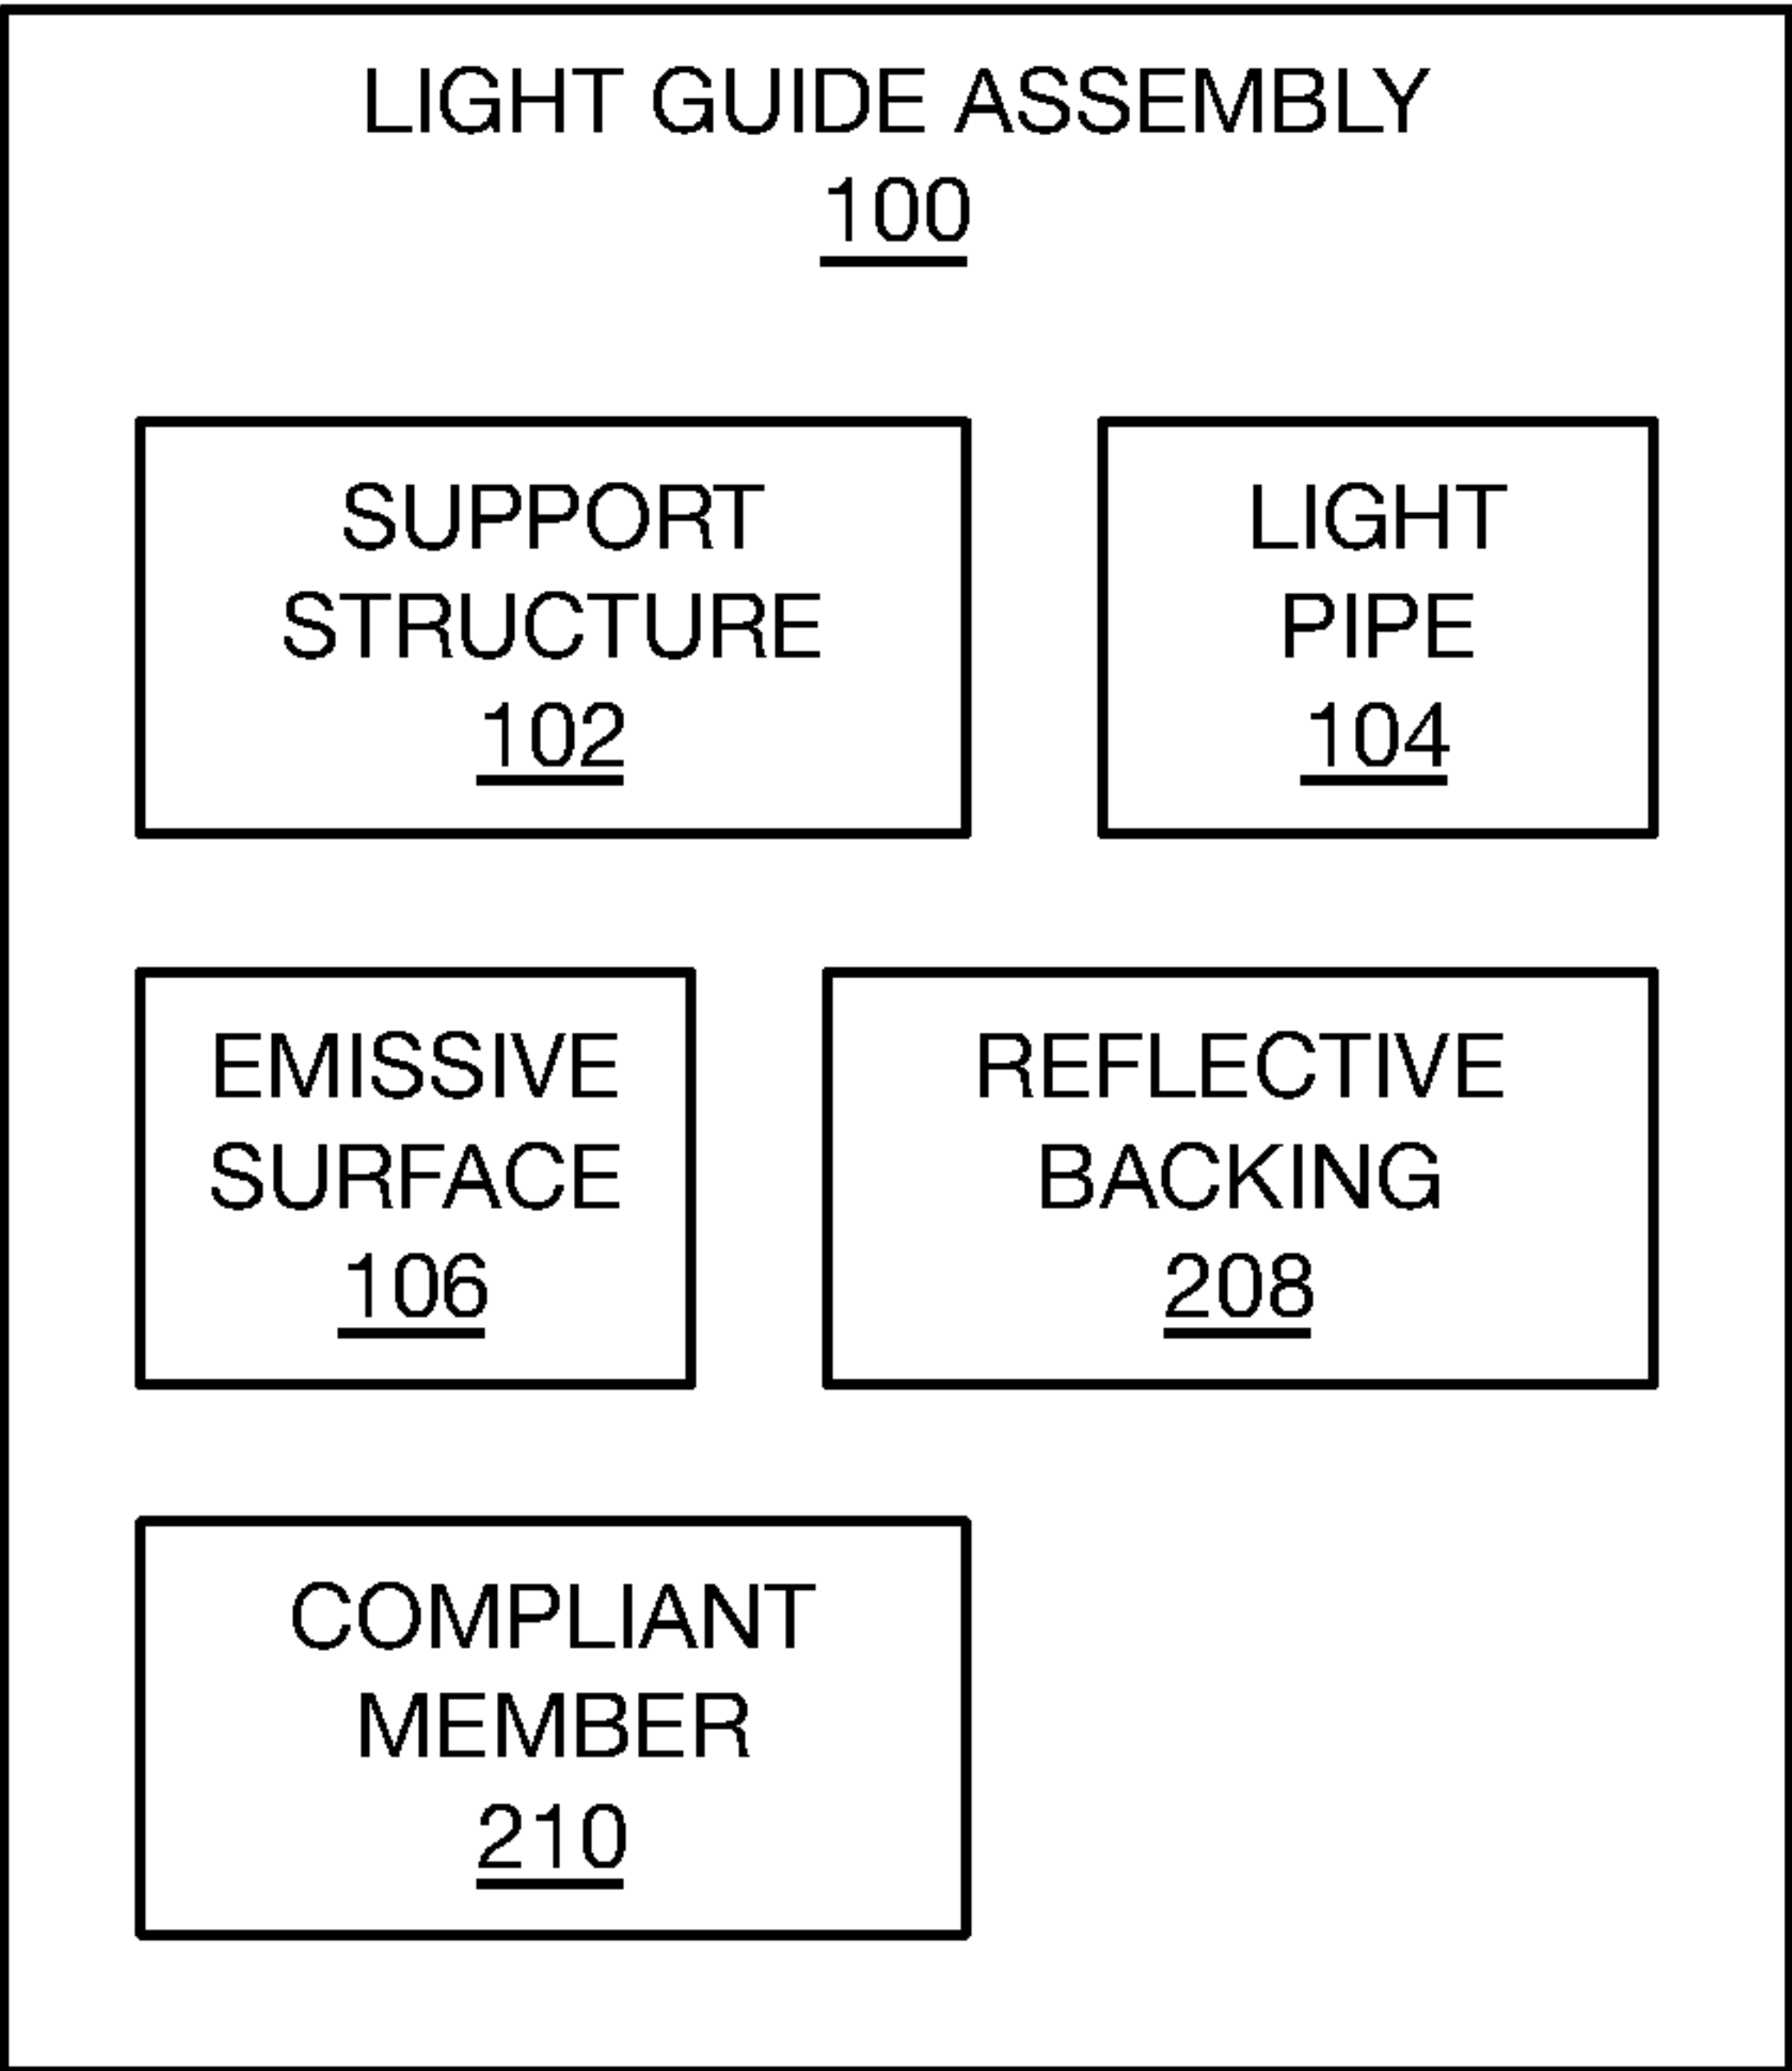 LIGHT GUIDE ASSEMBLY
100
SUPPORT
STRUCTURE
102
LIGHT
PIPE
104
EMISSIVE
SURFACE
106
REFLECTIVE
BACKING
208
COMPLIANT
MEMBER
210